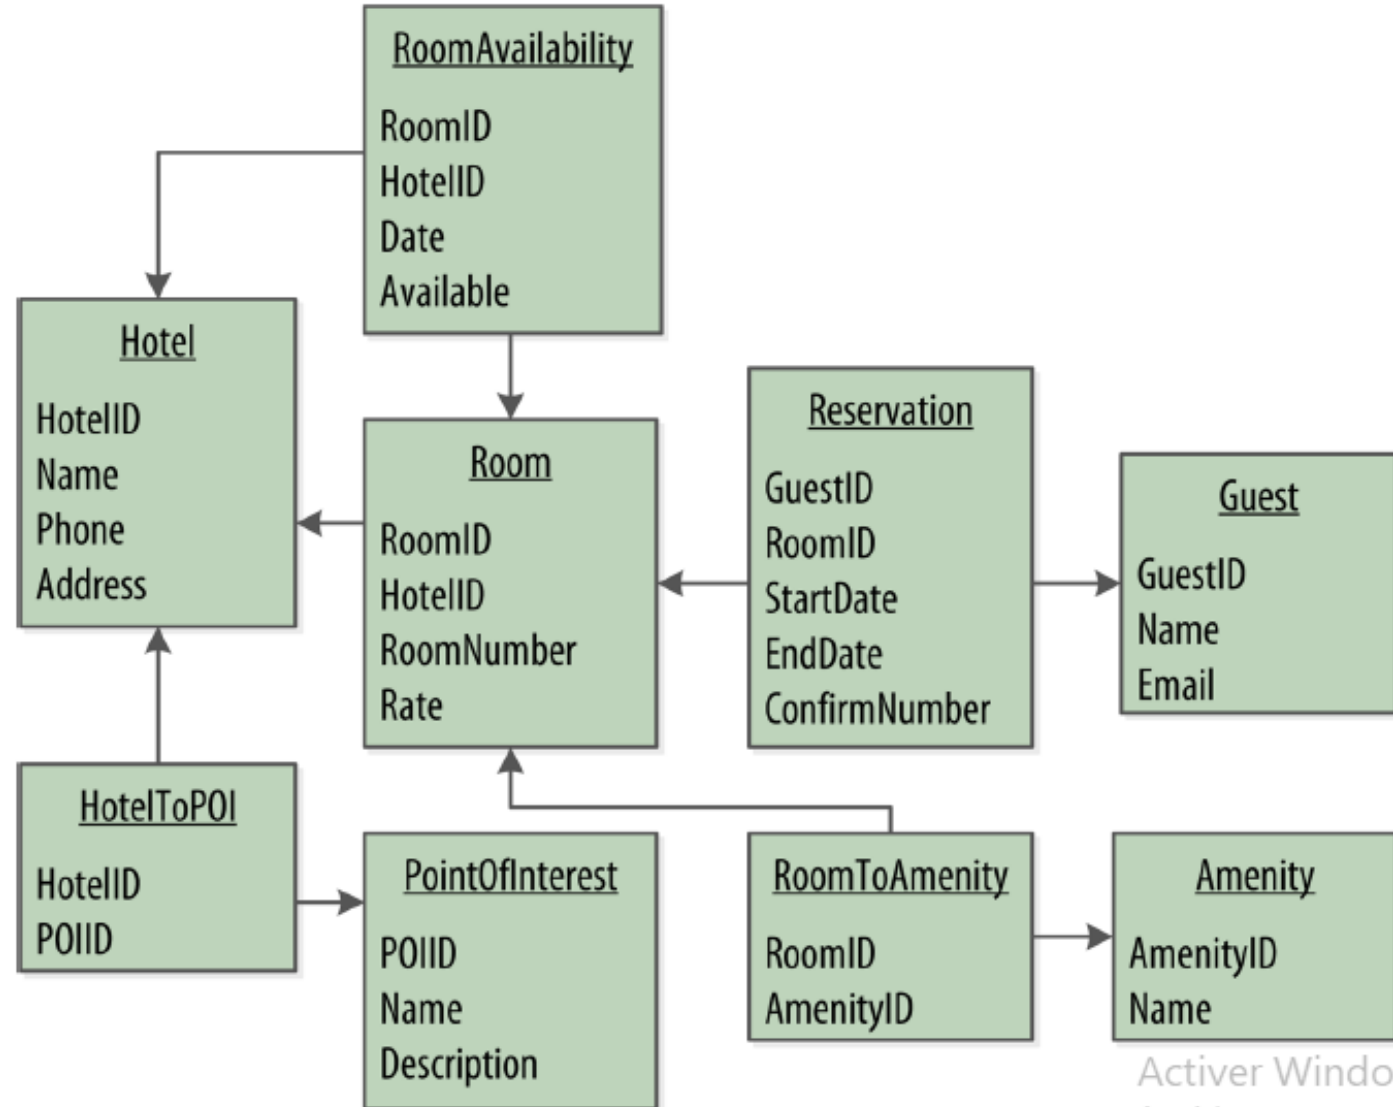 RoomAvailability
RoomID
HotelID
Date
Available
Hotel
HotelID
Name
Phone
Address
Room
RoomID
HotelID
RoomNumber
Rate
Reservation
GuestID
RoomID
StartDate
EndDate
ConfirmNumber
Guest
GuestID
Name
Email
HotelToPOI
HotelID
POIID
PointOfInterest
POIID
Name
Description
RoomToAmenity
RoomID
AmenityID
Amenity
AmenityID
Name
Activer Windo